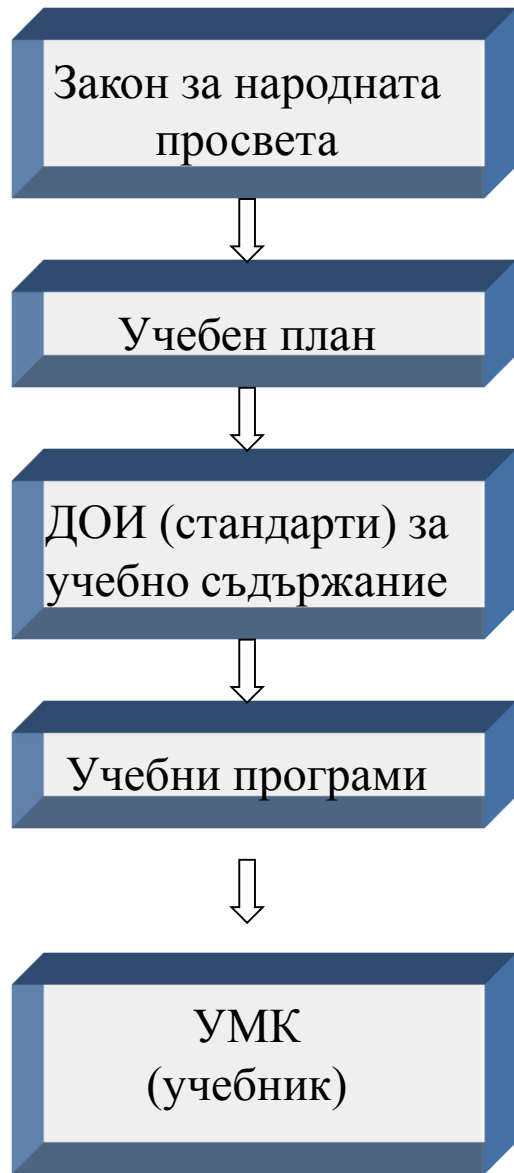 Закон за народната
просвета
Учебен план
ДОИ (стандарти) за
учебно съдържание
Учебни програми
УМК
(учебник)